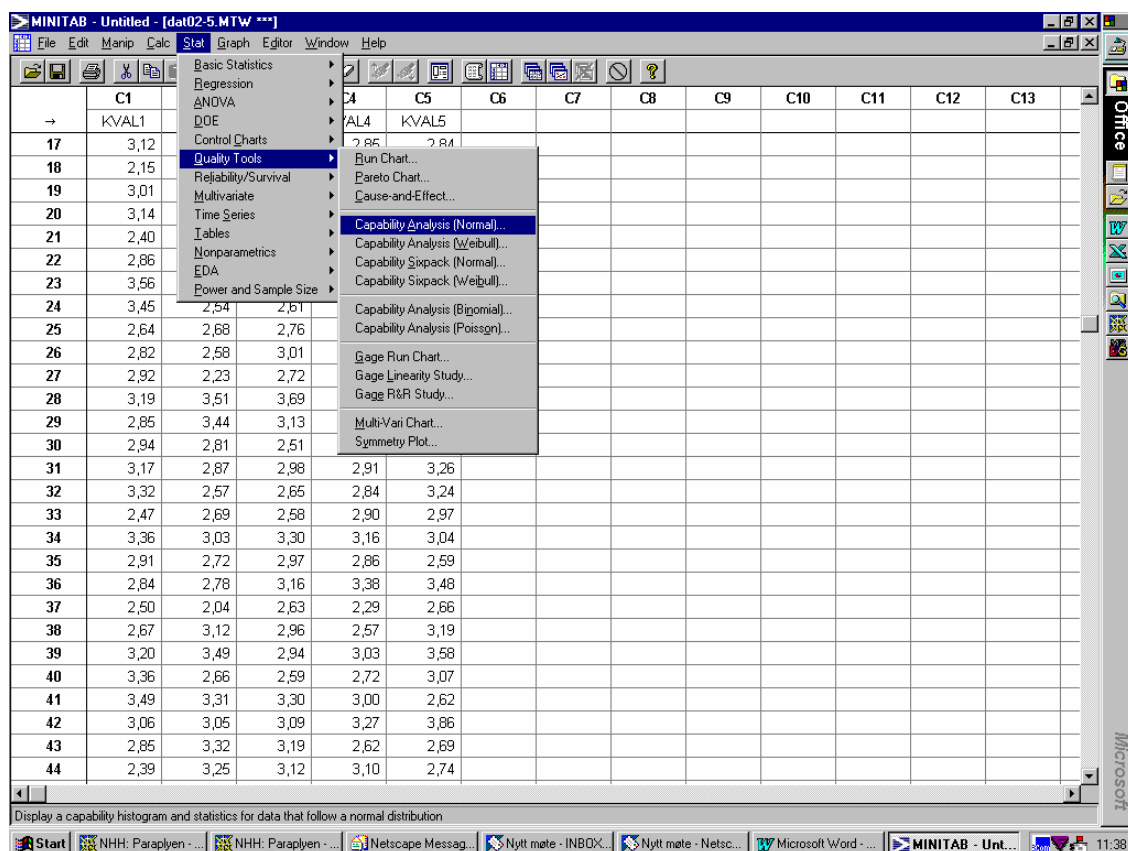 MINITAB - Untitled - [dat02-5.MTW ***]
File Edit Manip Calc Stat Graph Editor Window Help
Basic Statistics
Regression
ANOVA
DOE
Control Charts
Quality Tools
Reliability/Survival
Multivariate
Time Series
Tables
Nonparametrics
EDA
Power and Sample Size
Run Chart...
Pareto Chart...
Cause-and-Effect...
Capability Analysis (Normal)...
Capability Analysis (Weibull)...
Capability Sixpack (Normal)...
Capability Sixpack (Weibull)...
Capability Analysis (Binomial)...
Capability Analysis (Poisson)...
Gage Run Chart...
Gage Linearity Study...
Gage R&R Study...
Multi-Vari Chart...
Symmetry Plot...
C1 C4 C5 C6 C7 C8 C9 C10 C11 C12 C13
→ KVAL1 VAL4 KVAL5
17 3,12 2,85 2,84
18 2,15
19 3,01
20 3,14
21 2,40
22 2,86
23 3,56
24 3,45 2,54 2,61
25 2,64 2,68 2,76
26 2,82 2,58 3,01
27 2,92 2,23 2,72
28 3,19 3,51 3,69
29 2,85 3,44 3,13
30 2,94 2,81 2,51
31 3,17 2,87 2,98 2,91 3,26
32 3,32 2,57 2,65 2,84 3,24
33 2,47 2,69 2,58 2,90 2,97
34 3,36 3,03 3,30 3,16 3,04
35 2,91 2,72 2,97 2,86 2,59
36 2,84 2,78 3,16 3,38 3,48
37 2,50 2,04 2,63 2,29 2,66
38 2,67 3,12 2,96 2,57 3,19
39 3,20 3,49 2,94 3,03 3,58
40 3,36 2,66 2,59 2,72 3,07
41 3,49 3,31 3,30 3,00 2,62
42 3,06 3,05 3,09 3,27 3,86
43 2,85 3,32 3,19 2,62 2,69
44 2,39 3,25 3,12 3,10 2,74
Display a capability histogram and statistics for data that follow a normal distribution
Start NHH: Paraplyen - ... NHH: Paraplyen - ... Netscape Messag... Nytt møte - INBOX... Nytt møte - Netsc... Microsoft Word - ... MINITAB - Unt... 11:38
Office
Microsoft